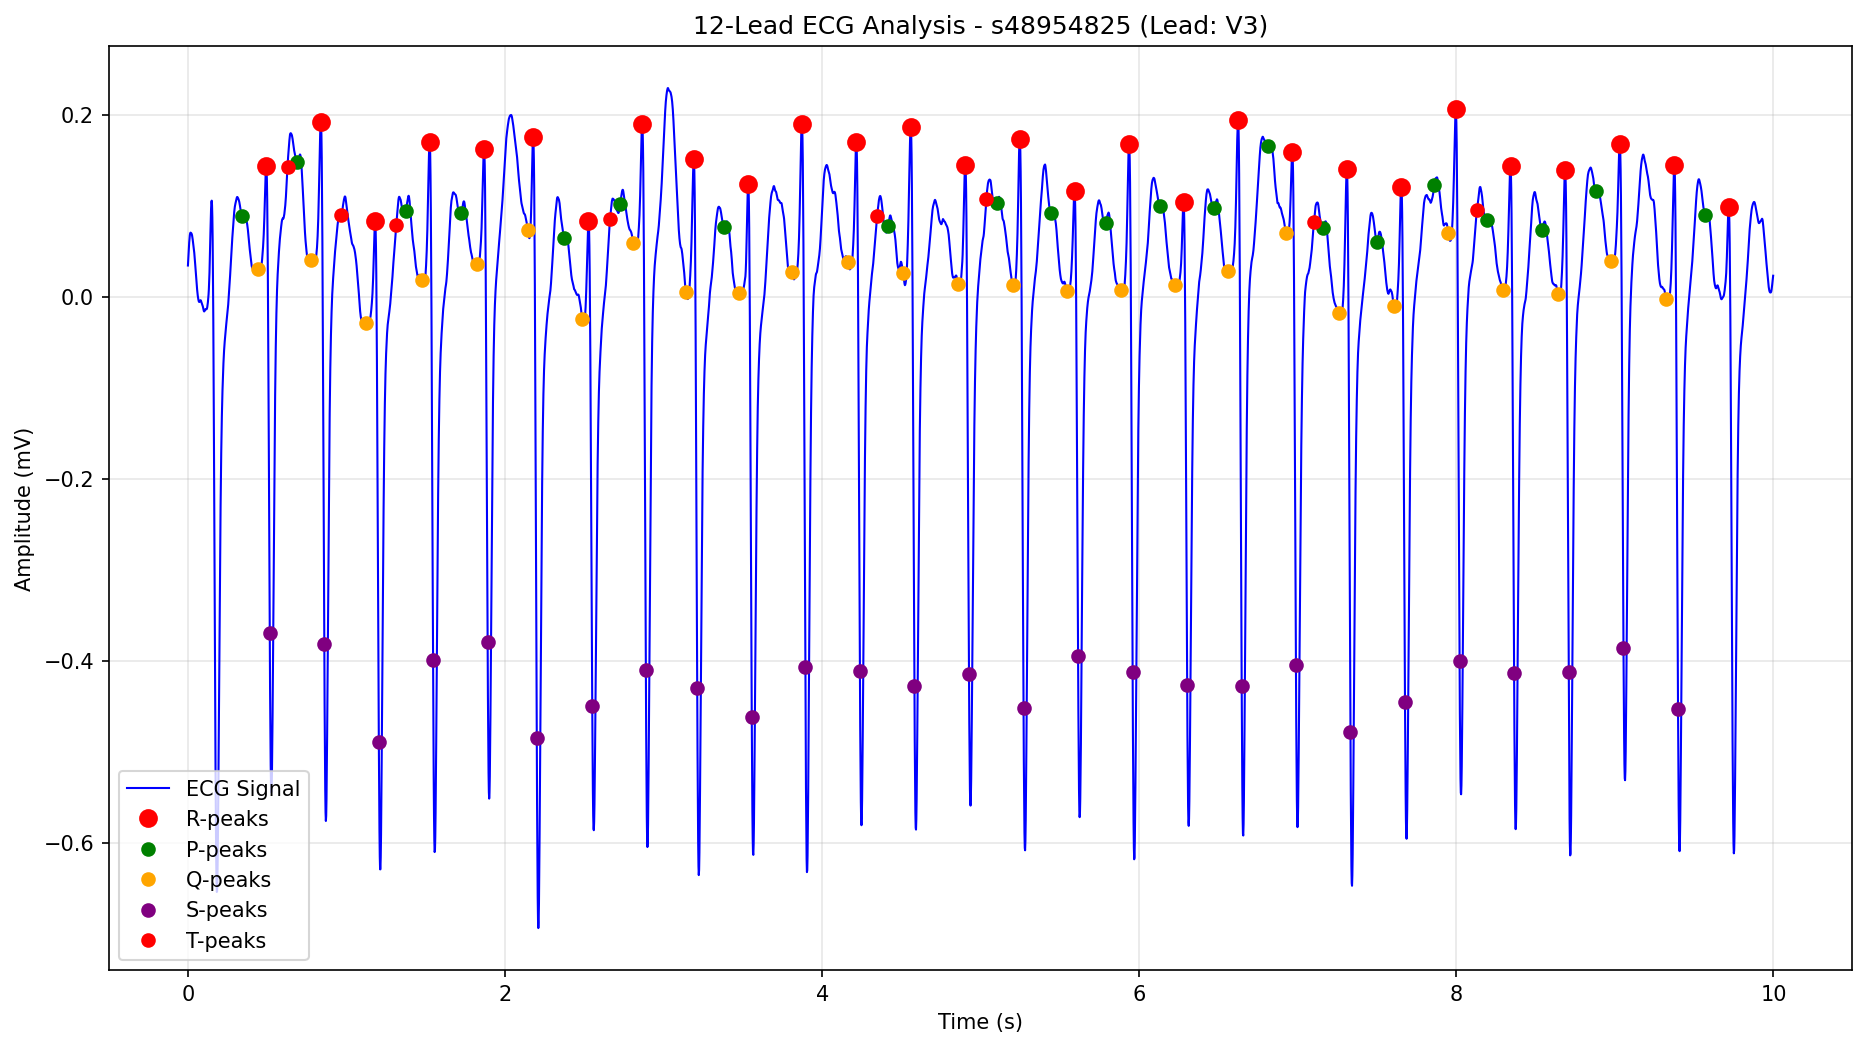 12-Lead ECG Analysis - s48954825 (Lead: V3)
Amplitude (mV)
0.2
0.0
−0.2
−0.4
−0.6
ECG Signal
R-peaks
P-peaks
Q-peaks
S-peaks
T-peaks
0 2 4 6 8 10
Time (s)